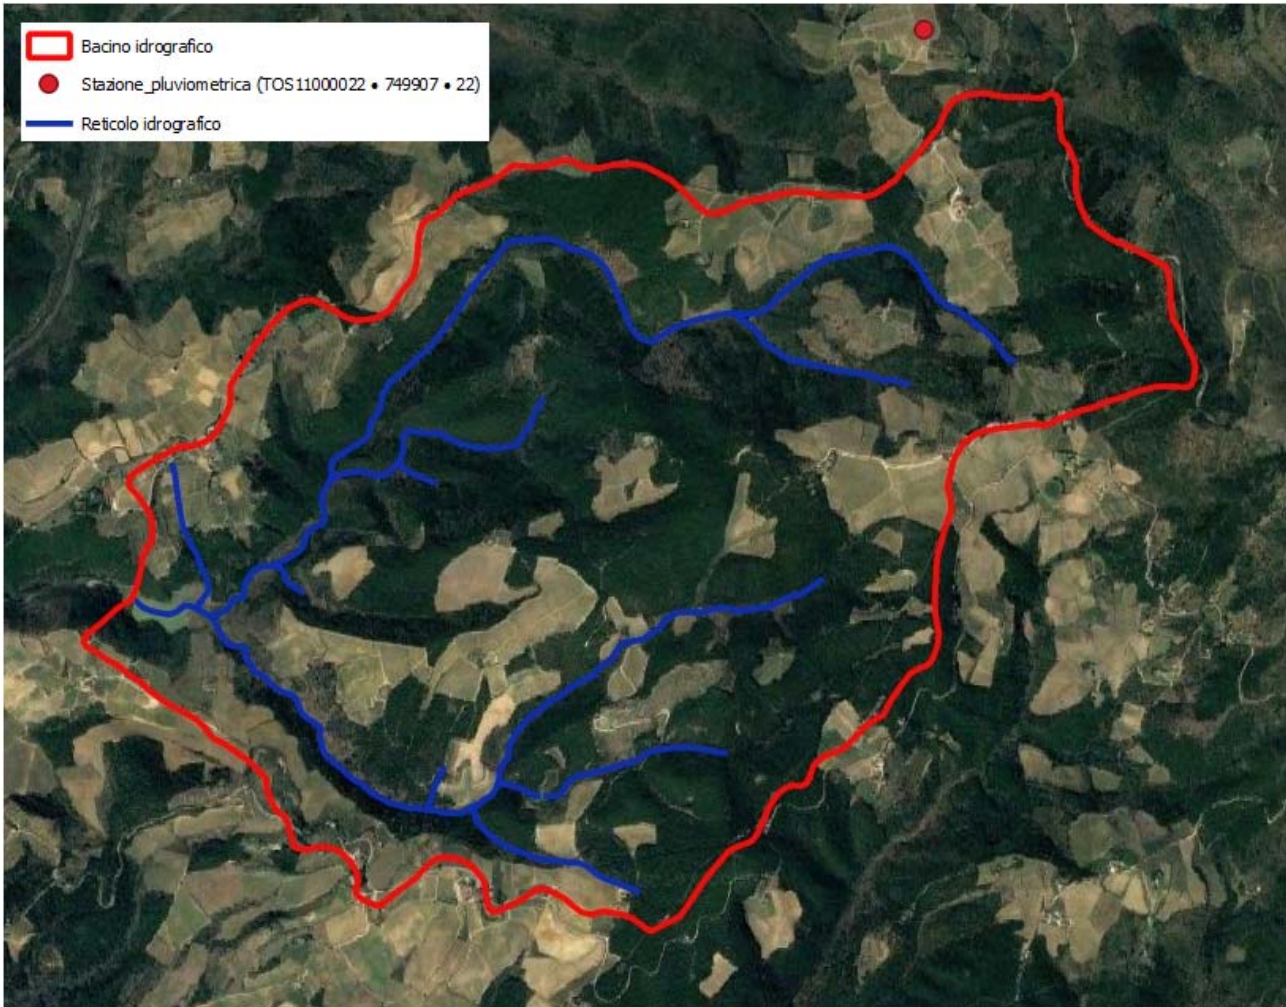 Bacino idrografico
Stazione_pluviometrica (TOS11000022 • 749907 • 22)
Reticolo idrografico